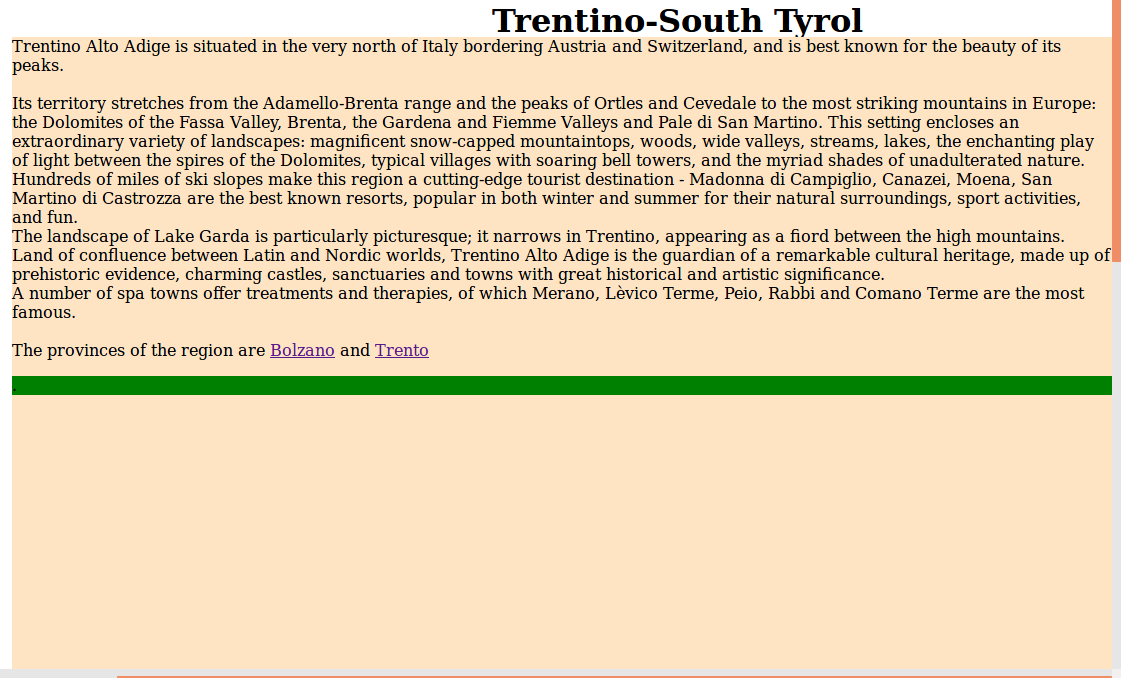 Trentino-South Tyrol
Trentino Alto Adige is situated in the very north of Italy bordering Austria and Switzerland, and is best known for the beauty of its
peaks.
Its territory stretches from the Adamello-Brenta range and the peaks of Ortles and Cevedale to the most striking mountains in Europe:
the Dolomites of the Fassa Valley, Brenta, the Gardena and Fiemme Valleys and Pale di San Martino. This setting encloses an
extraordinary variety of landscapes: magnificent snow-capped mountaintops, woods, wide valleys, streams, lakes, the enchanting play
of light between the spires of the Dolomites, typical villages with soaring bell towers, and the myriad shades of unadulterated nature.
Hundreds of miles of ski slopes make this region a cutting-edge tourist destination - Madonna di Campiglio, Canazei, Moena, San
Martino di Castrozza are the best known resorts, popular in both winter and summer for their natural surroundings, sport activities,
and fun.
The landscape of Lake Garda is particularly picturesque; it narrows in Trentino, appearing as a fiord between the high mountains.
Land of confluence between Latin and Nordic worlds, Trentino Alto Adige is the guardian of a remarkable cultural heritage, made up of
prehistoric evidence, charming castles, sanctuaries and towns with great historical and artistic significance.
A number of spa towns offer treatments and therapies, of which Merano, Lèvico Terme, Peio, Rabbi and Comano Terme are the most
famous.
The provinces of the region are Bolzano and Trento
.